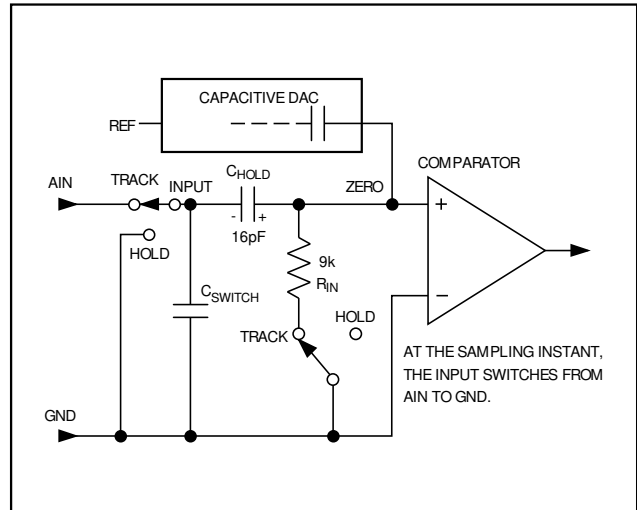 CAPACITIVE DAC
REF
COMPARATOR
AIN
TRACK
INPUT
CHOLD
ZERO
- +
16pF
HOLD
+
9k
RIN
CSWITCH
HOLD
TRACK
−
AT THE SAMPLING INSTANT,
THE INPUT SWITCHES FROM
AIN TO GND.
GND